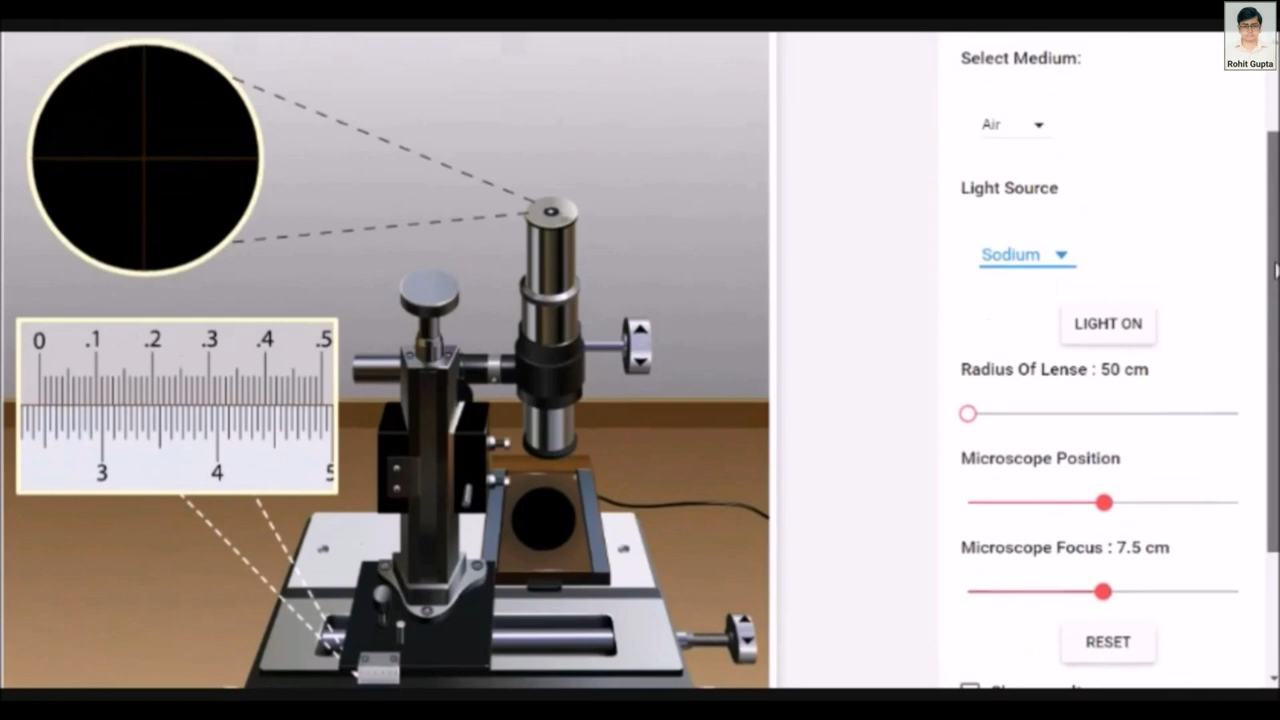 Rohit Gupta
0 .1 .2 .3 .4 .5
3 4 5
Select Medium:
Air
Light Source
Sodium
LIGHT ON
Radius Of Lense : 50 cm
Microscope Position
Microscope Focus : 7.5 cm
RESET